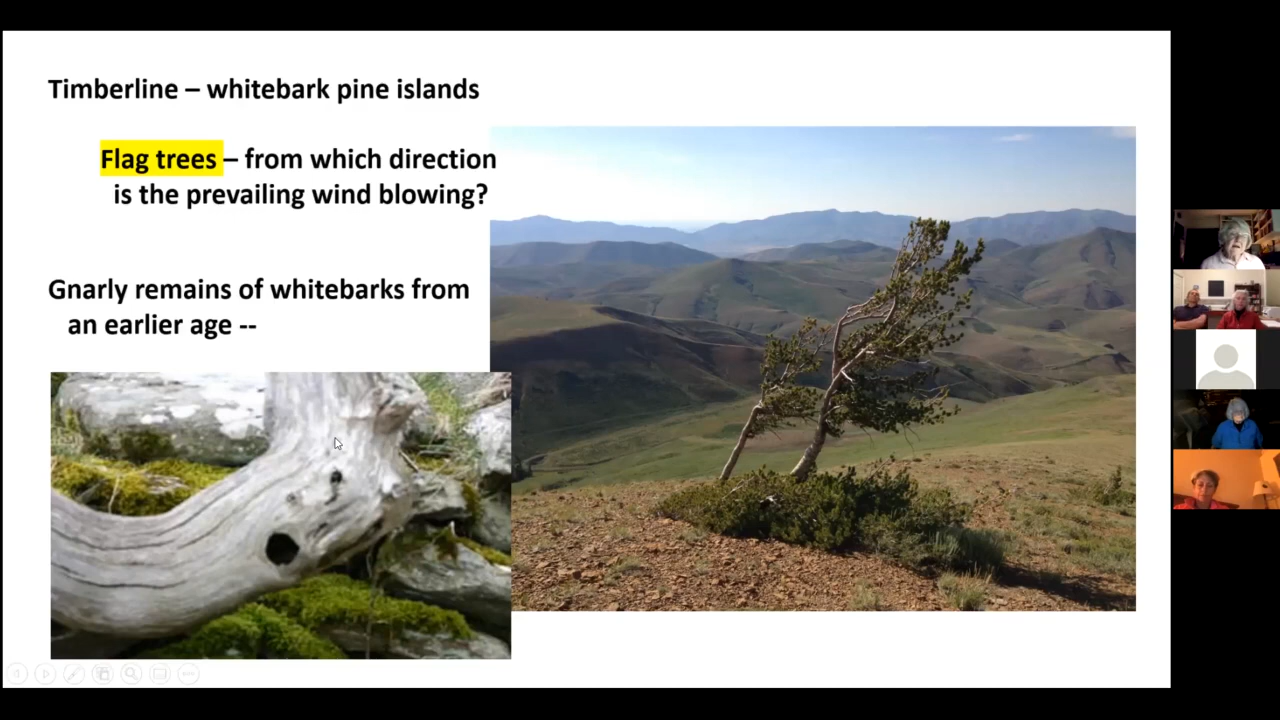 Timberline – whitebark pine islands
Flag trees – from which direction
is the prevailing wind blowing?
Gnarly remains of whitebarks from
an earlier age --